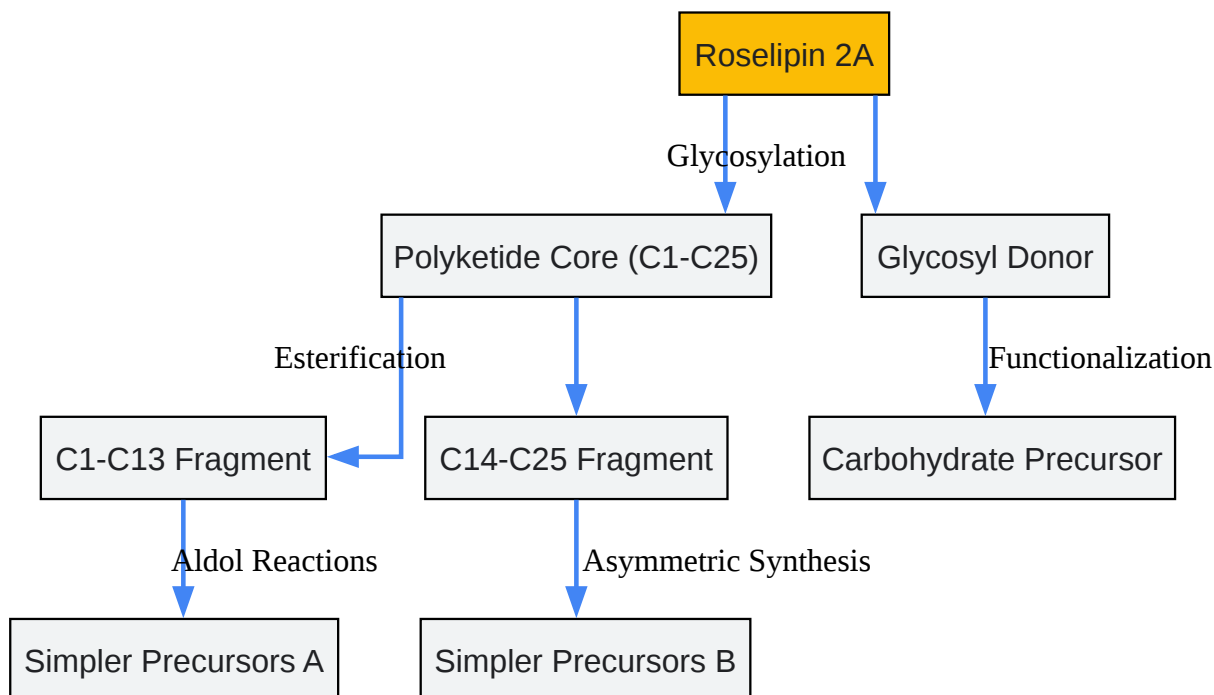 Roselipin 2A
Glycosylation
Polyketide Core (C1-C25)
Glycosyl Donor
Esterification
Functionalization
C1-C13 Fragment
C14-C25 Fragment
Carbohydrate Precursor
Aldol Reactions
Asymmetric Synthesis
Simpler Precursors A
Simpler Precursors B